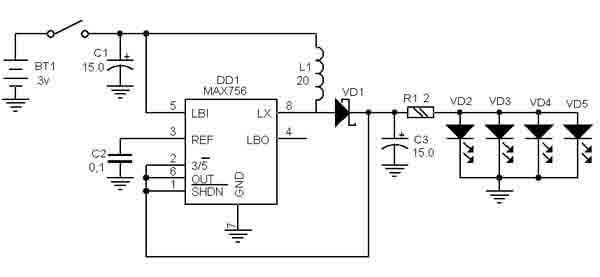 BT1
3v
C1
+
15.0
DD1
MAX756
L1
20
VD1
R1 2
VD2 VD3 VD4 VD5
5 LBI
LX 8
3 REF
LBO 4
C2
0,1
2 3/5
6 OUT
1 SHDN
GND
7
+
C3
15.0